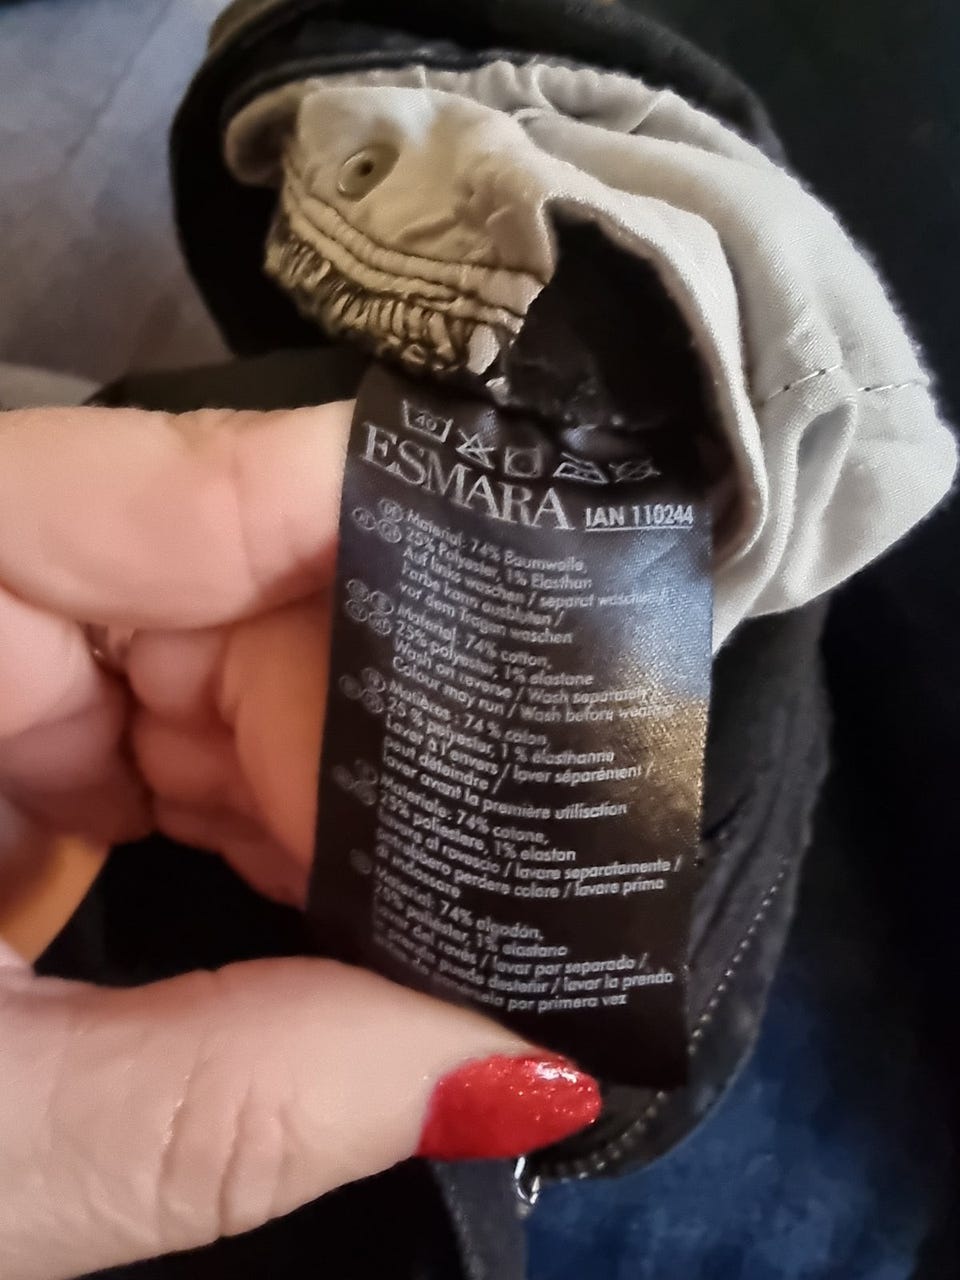 40
ESMARA IAN 110244
DE Material: 74% Baumwolle,
25% Polyester, 1% Elasthan
Auf links waschen / separat waschen /
Farbe kann ausbluten /
vor dem Tragen waschen
Material: 74% cotton,
25% polyester, 1% elastane
Wash on reverse / Wash separately /
Colour may run / Wash before wearing
Matières : 74 % coton,
25 % polyester, 1 % élasthanne
Laver à l'envers / laver séparément /
peut déteindre /
laver avant la première utilisation
Materiale: 74% cotone,
25% poliestere, 1% elastan
lavare al rovescio / lavare separatamente /
potrebbero perdere colore / lavare prima
di indossare
Material: 74% algodón,
25% poliéster, 1% elastano
lavar del revés / lavar por separado /
puede desteñir / lavar la prenda
por primera vez